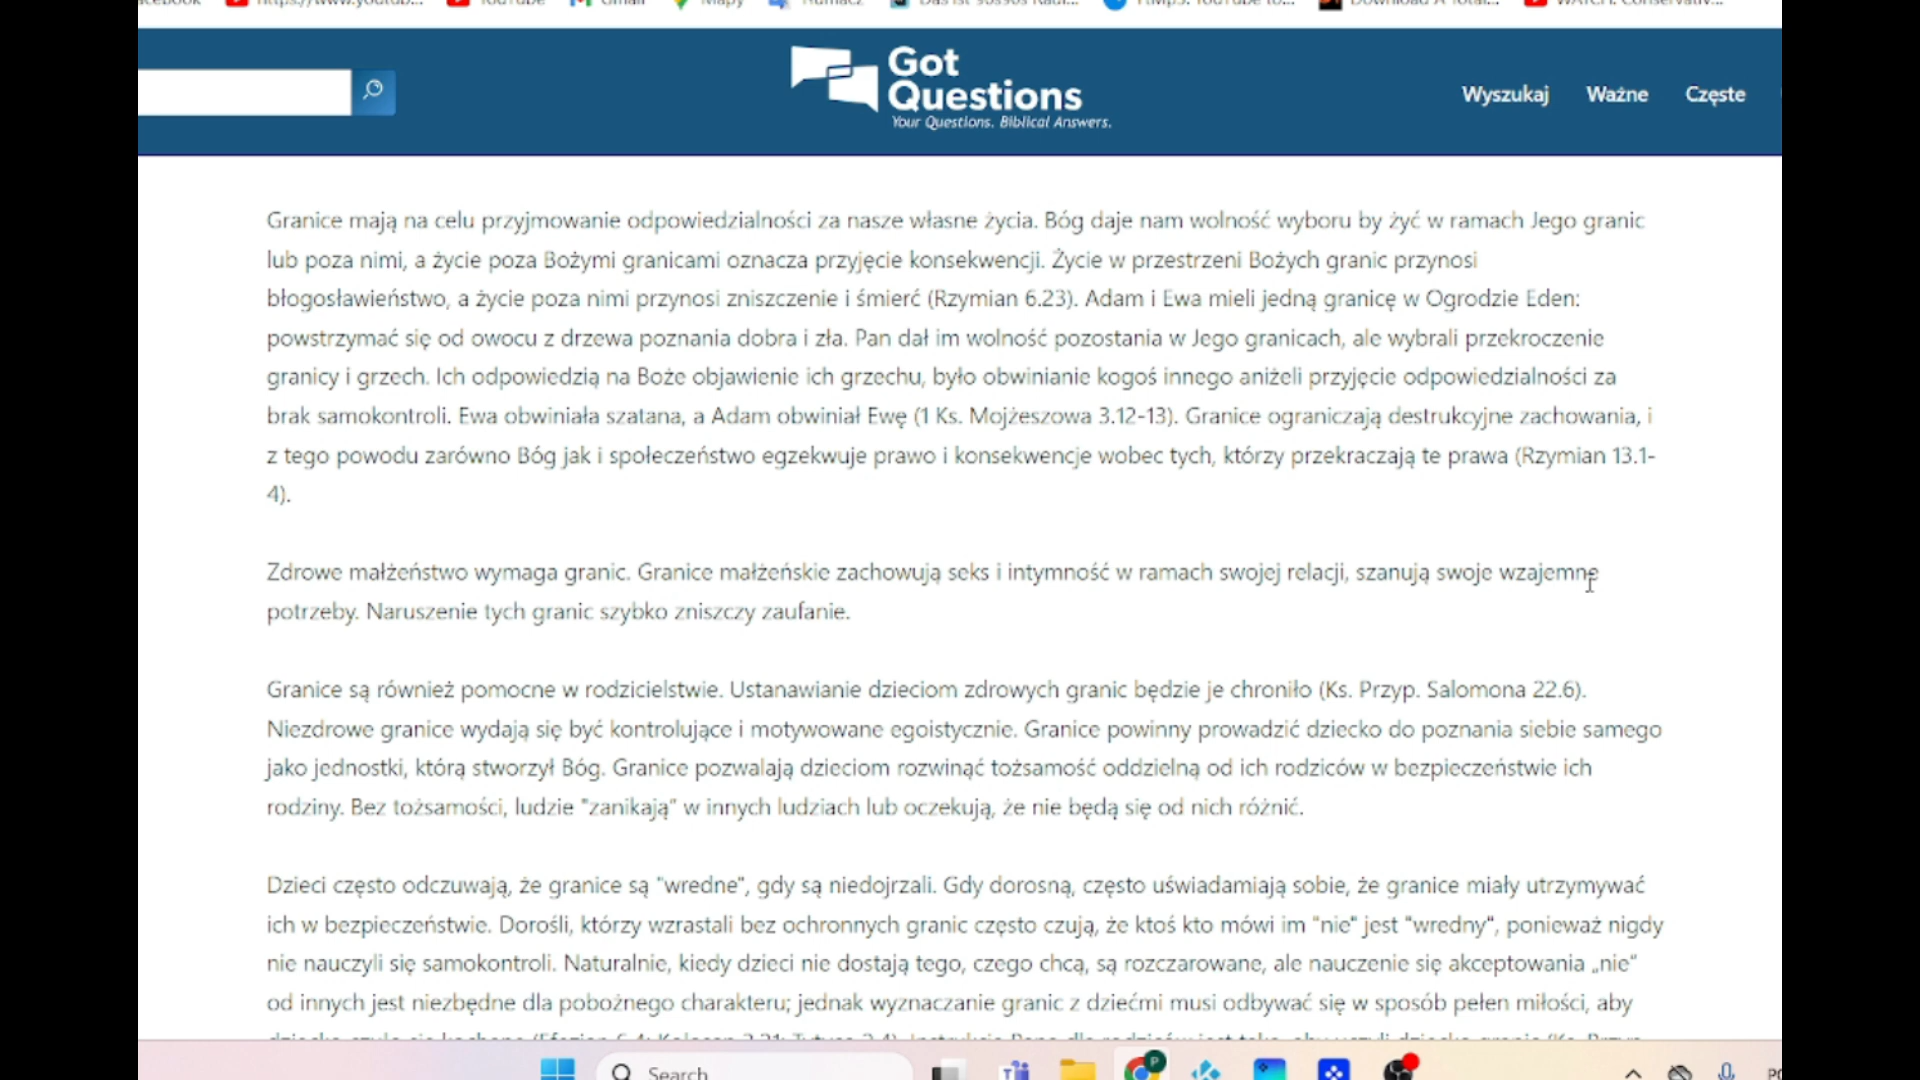 Got
Questions
Your Questions. Biblical Answers.
Wyszukaj Ważne Częste
Granice mają na celu przyjmowanie odpowiedzialności za nasze własne życia. Bóg daje nam wolność wyboru by żyć w ramach Jego granic
lub poza nimi, a życie poza Bożymi granicami oznacza przyjęcie konsekwencji. Życie w przestrzeni Bożych granic przynosi
błogosławieństwo, a życie poza nimi przynosi zniszczenie i śmierć (Rzymian 6.23). Adam i Ewa mieli jedną granicę w Ogrodzie Eden:
powstrzymać się od owocu z drzewa poznania dobra i zła. Pan dał im wolność pozostania w Jego granicach, ale wybrali przekroczenie
granicy i grzech. Ich odpowiedzią na Boże objawienie ich grzechu, było obwinianie kogoś innego aniżeli przyjęcie odpowiedzialności za
brak samokontroli. Ewa obwiniała szatana, a Adam obwiniał Ewę (1 Ks. Mojżeszowa 3.12-13). Granice ograniczają destrukcyjne zachowania, i
z tego powodu zarówno Bóg jak i społeczeństwo egzekwuje prawo i konsekwencje wobec tych, którzy przekraczają te prawa (Rzymian 13.1-
4).
Zdrowe małżeństwo wymaga granic. Granice małżeńskie zachowują seks i intymność w ramach swojej relacji, szanują swoje wzajemne
potrzeby. Naruszenie tych granic szybko zniszczy zaufanie.
Granice są również pomocne w rodzicielstwie. Ustanawianie dzieciom zdrowych granic będzie je chroniło (Ks. Przyp. Salomona 22.6).
Niezdrowe granice wydają się być kontrolujące i motywowane egoistycznie. Granice powinny prowadzić dziecko do poznania siebie samego
jako jednostki, którą stworzył Bóg. Granice pozwalają dzieciom rozwinąć tożsamość oddzielną od ich rodziców w bezpieczeństwie ich
rodziny. Bez tożsamości, ludzie "zanikają” w innych ludziach lub oczekują, że nie będą się od nich różnić.
Dzieci często odczuwają, że granice są "wredne", gdy są niedojrzali. Gdy dorosną, często uświadamiają sobie, że granice miały utrzymywać
ich w bezpieczeństwie. Dorośli, którzy wzrastali bez ochronnych granic często czują, że ktoś kto mówi im "nie" jest "wredny", ponieważ nigdy
nie nauczyli się samokontroli. Naturalnie, kiedy dzieci nie dostają tego, czego chcą, są rozczarowane, ale nauczenie się akceptowania „nie”
od innych jest niezbędne dla pobożnego charakteru; jednak wyznaczanie granic z dziećmi musi odbywać się w sposób pełen miłości, aby
Search